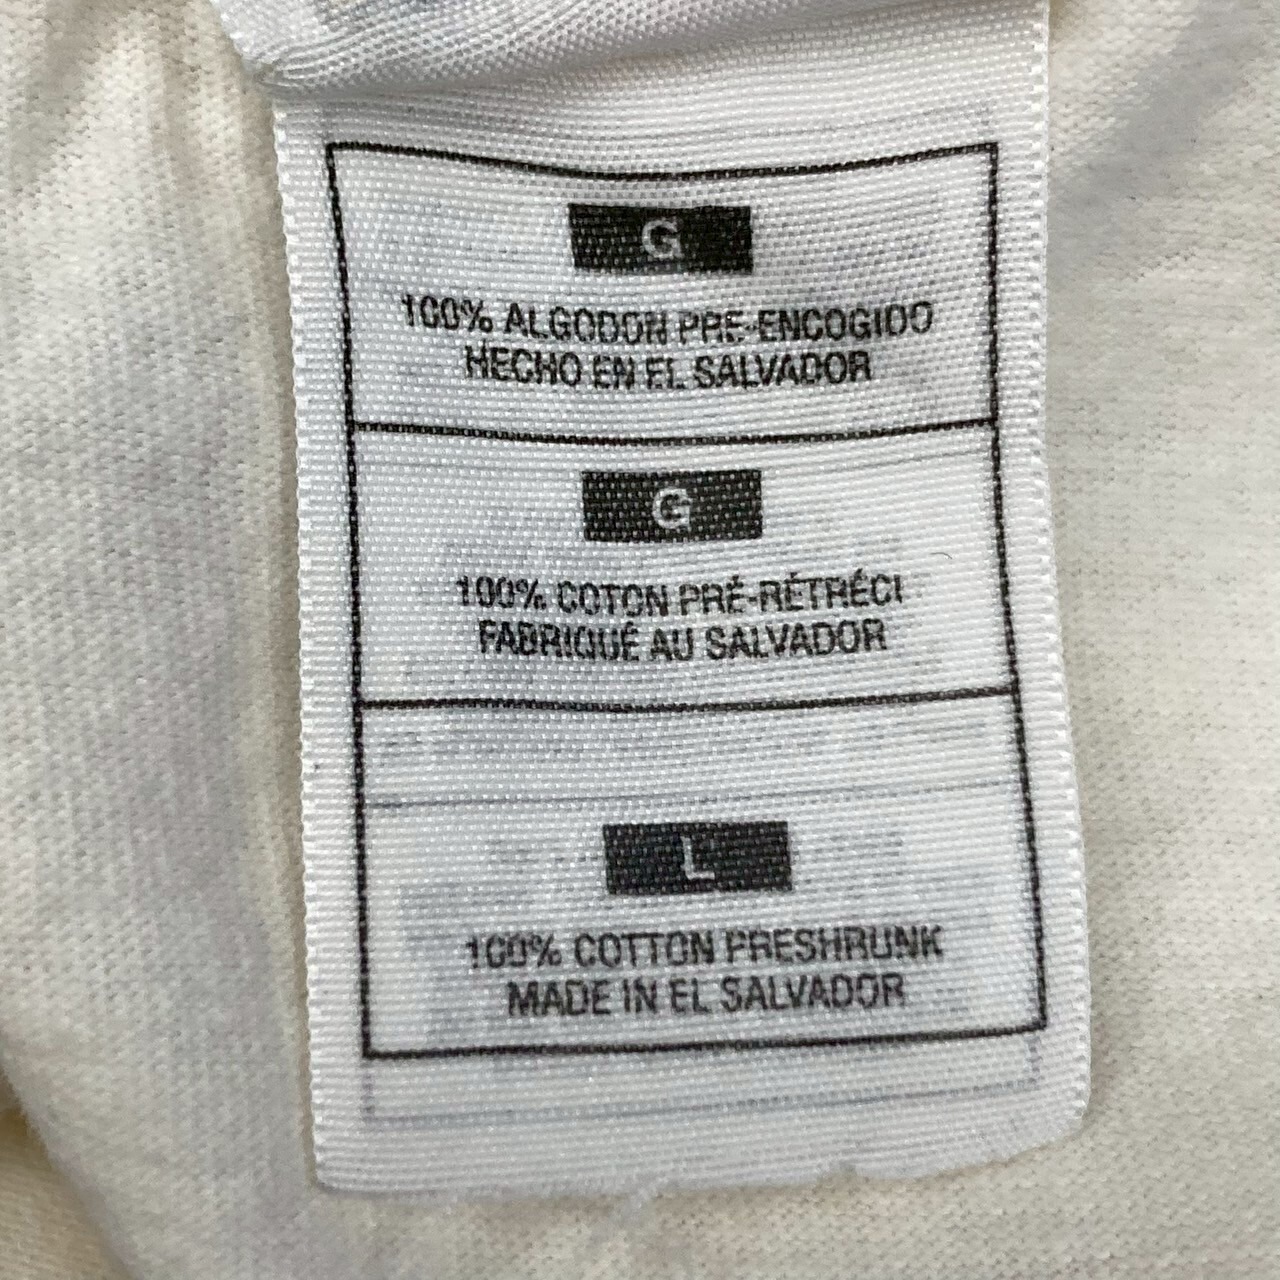 G
100% ALGODON PRE-ENCOGIDO
HECHO EN EL SALVADOR
G
100% COTON PRÉ-RÉTRÉCI
FABRIQUÉ AU SALVADOR
L
100% COTTON PRESHRUNK
MADE IN EL SALVADOR